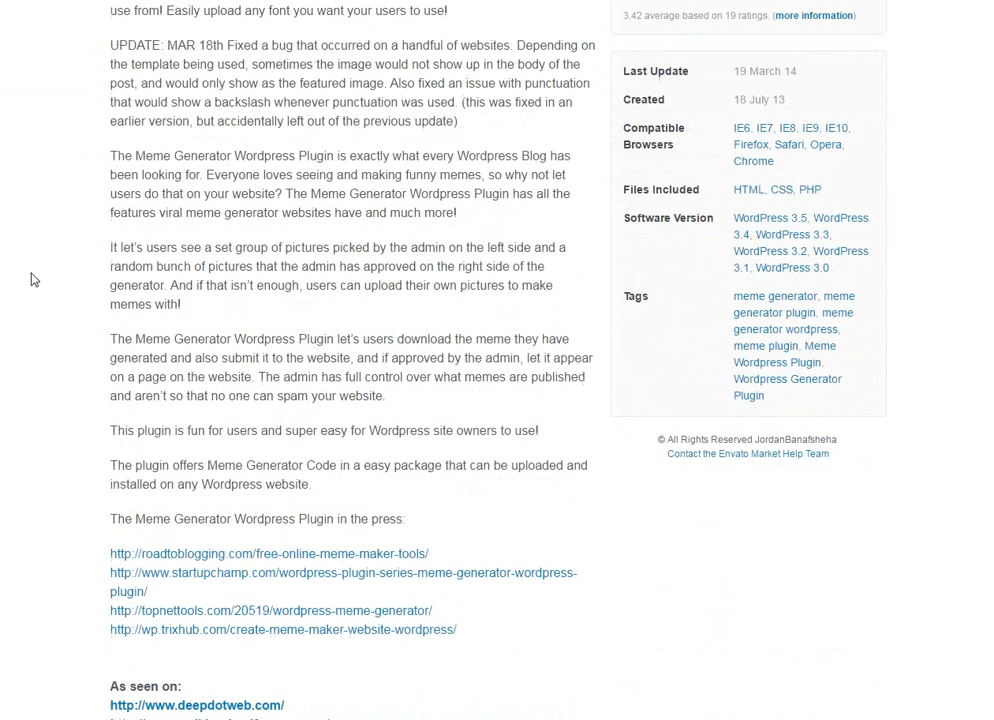 use from! Easily upload any font you want your users to use!
UPDATE: MAR 18th Fixed a bug that occurred on a handful of websites. Depending on
the template being used, sometimes the image would not show up in the body of the
post, and would only show as the featured image. Also fixed an issue with punctuation
that would show a backslash whenever punctuation was used. (this was fixed in an
earlier version, but accidentally left out of the previous update)
The Meme Generator Wordpress Plugin is exactly what every Wordpress Blog has
been looking for. Everyone loves seeing and making funny memes, so why not let
users do that on your website? The Meme Generator Wordpress Plugin has all the
features viral meme generator websites have and much more!
It let's users see a set group of pictures picked by the admin on the left side and a
random bunch of pictures that the admin has approved on the right side of the
generator. And if that isn't enough, users can upload their own pictures to make
memes with!
The Meme Generator Wordpress Plugin let's users download the meme they have
generated and also submit it to the website, and if approved by the admin, let it appear
on a page on the website. The admin has full control over what memes are published
and aren't so that no one can spam your website.
This plugin is fun for users and super easy for Wordpress site owners to use!
The plugin offers Meme Generator Code in a easy package that can be uploaded and
installed on any Wordpress website.
The Meme Generator Wordpress Plugin in the press:
http://roadtoblogging.com/free-online-meme-maker-tools/
http://www.startupchamp.com/wordpress-plugin-series-meme-generator-wordpress-
plugin/
http://topnettools.com/20519/wordpress-meme-generator/
http://wp.trixhub.com/create-meme-maker-website-wordpress/
As seen on:
http://www.deepdotweb.com/
3.42 average based on 19 ratings. (more information)
Last Update 19 March 14
Created 18 July 13
Compatible IE6, IE7, IE8, IE9, IE10,
Browsers Firefox, Safari, Opera,
Chrome
Files Included HTML, CSS, PHP
Software Version WordPress 3.5, WordPress
3.4, WordPress 3.3,
WordPress 3.2, WordPress
3.1, WordPress 3.0
Tags meme generator, meme
generator plugin, meme
generator wordpress,
meme plugin, Meme
Wordpress Plugin,
Wordpress Generator
Plugin
© All Rights Reserved JordanBanafsheha
Contact the Envato Market Help Team